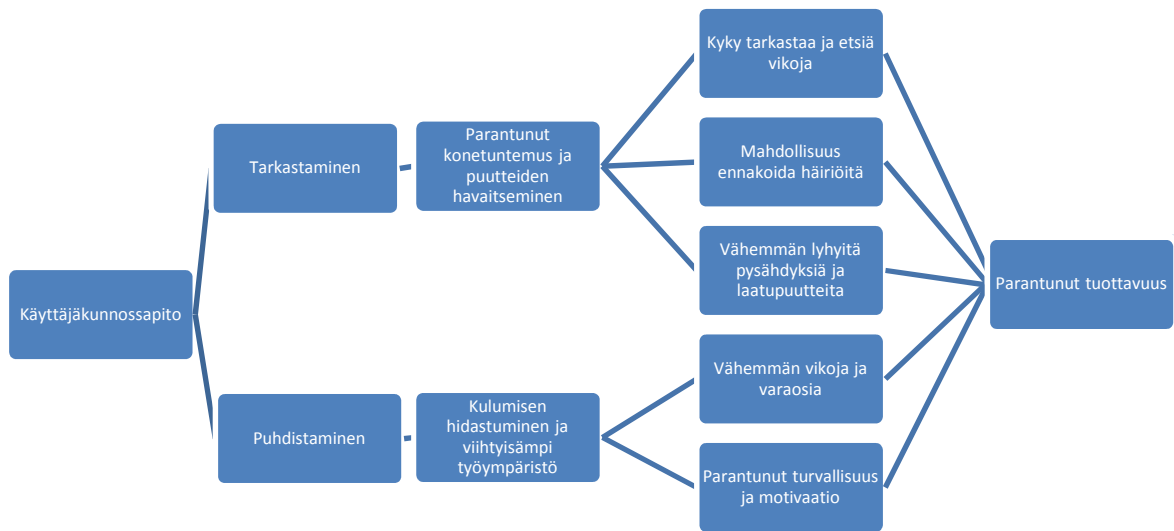 Käyttäjäkunnossapito
Tarkastaminen
Parantunut
konetuntemus ja
puutteiden
havaitseminen
Kyky tarkastaa ja etsiä
vikoja
Mahdollisuus
ennakoida häiriöitä
Vähemmän lyhyitä
pysähdyksiä ja
laatupuutteita
Puhdistaminen
Kulumisen
hidastuminen ja
viihtyisämpi
työympäristö
Vähemmän vikoja ja
varaosia
Parantunut turvallisuus
ja motivaatio
Parantunut tuottavuus